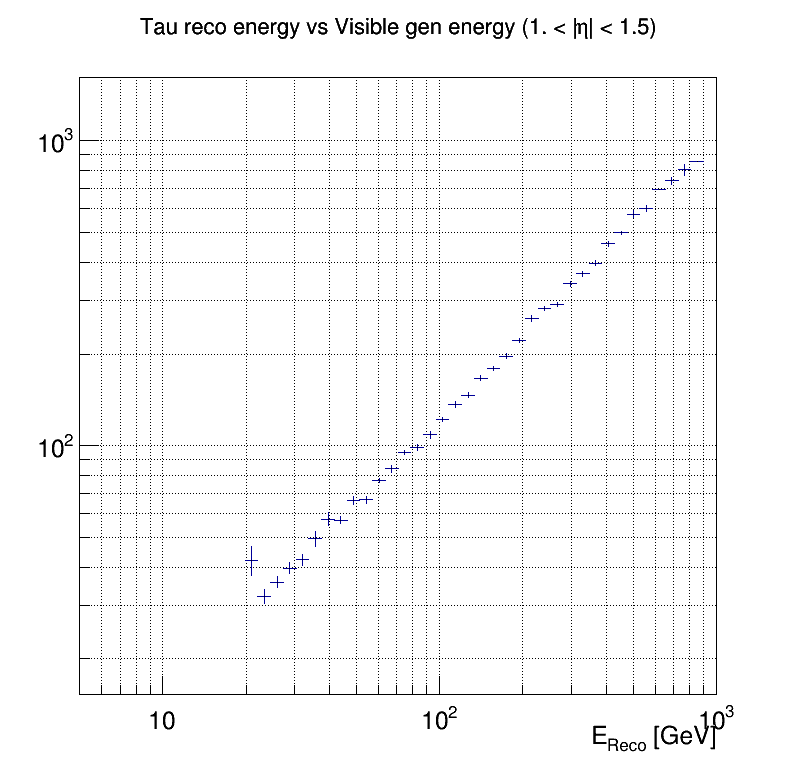 Tau reco energy vs Visible gen energy (1. < |η| < 1.5)
10³
10²
10 10² 10³
E_Reco [GeV]